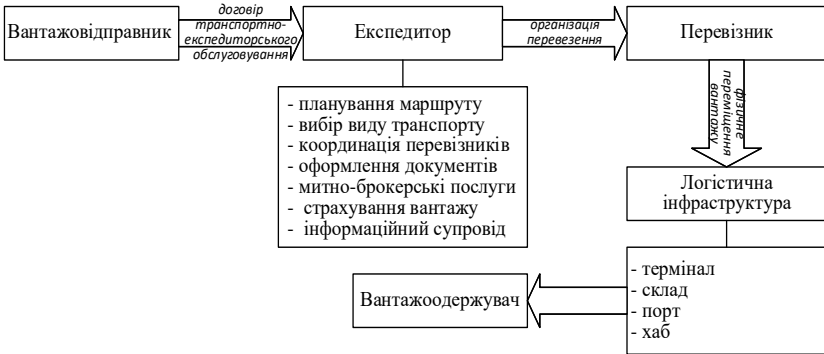 Вантажовідправник
договір
транспортно-
експедиторського
обслуговування
Експедитор
організація
перевезення
Перевізник
- планування маршруту
- вибір виду транспорту
- координація перевізників
- оформлення документів
- митно-брокерські послуги
- страхування вантажу
- інформаційний супровід
фізичне
переміщення
вантажу
Логістична
інфраструктура
- термінал
- склад
- порт
- хаб
Вантажоодержувач